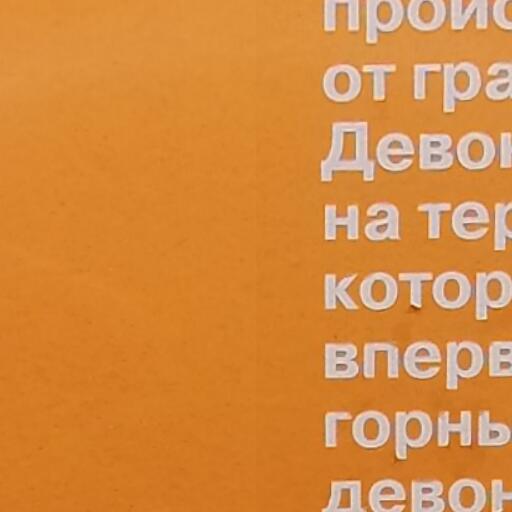 проис
от гра
Девон
на тер
котор
вперв
горны
девон